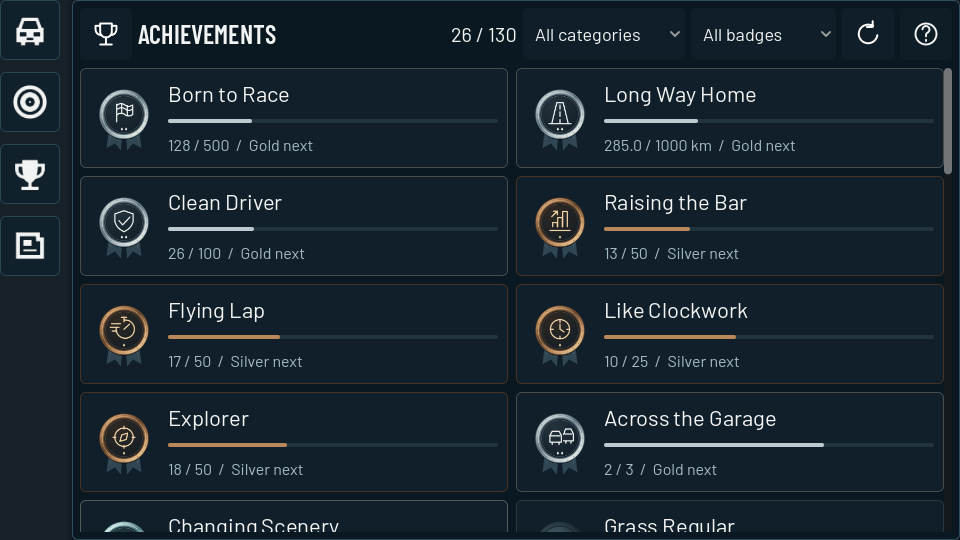 ACHIEVEMENTS
26 / 130
All categories
All badges
Born to Race
128 / 500 / Gold next
Long Way Home
285.0 / 1000 km / Gold next
Clean Driver
26 / 100 / Gold next
Raising the Bar
13 / 50 / Silver next
Flying Lap
17 / 50 / Silver next
Like Clockwork
10 / 25 / Silver next
Explorer
18 / 50 / Silver next
Across the Garage
2 / 3 / Gold next
Changing Scenery
Grass Regular